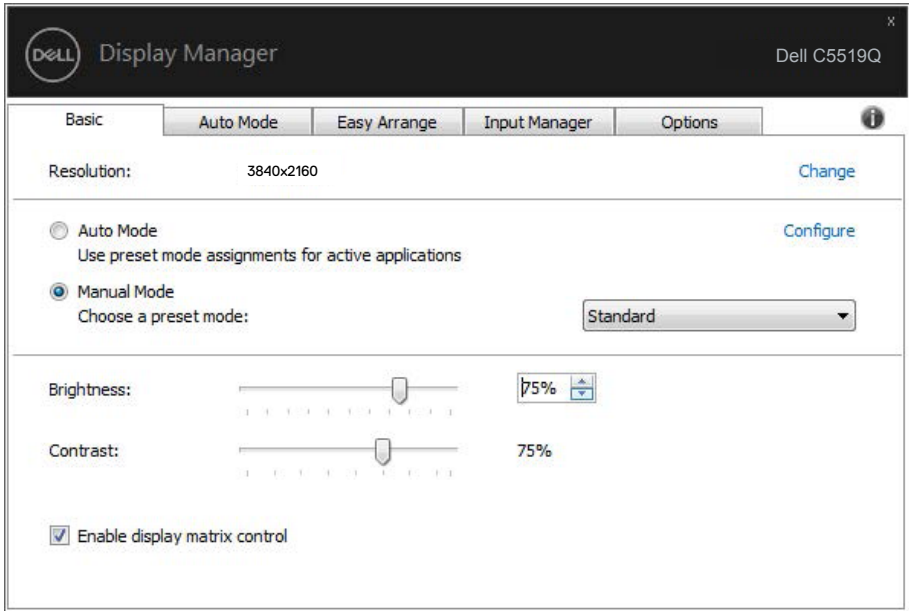 x
DELL Display Manager Dell C5519Q
Basic Auto Mode Easy Arrange Input Manager Options i
Resolution: 3840x2160 Change
Auto Mode Configure
Use preset mode assignments for active applications
Manual Mode
Choose a preset mode: Standard
Brightness: 75%
Contrast: 75%
Enable display matrix control